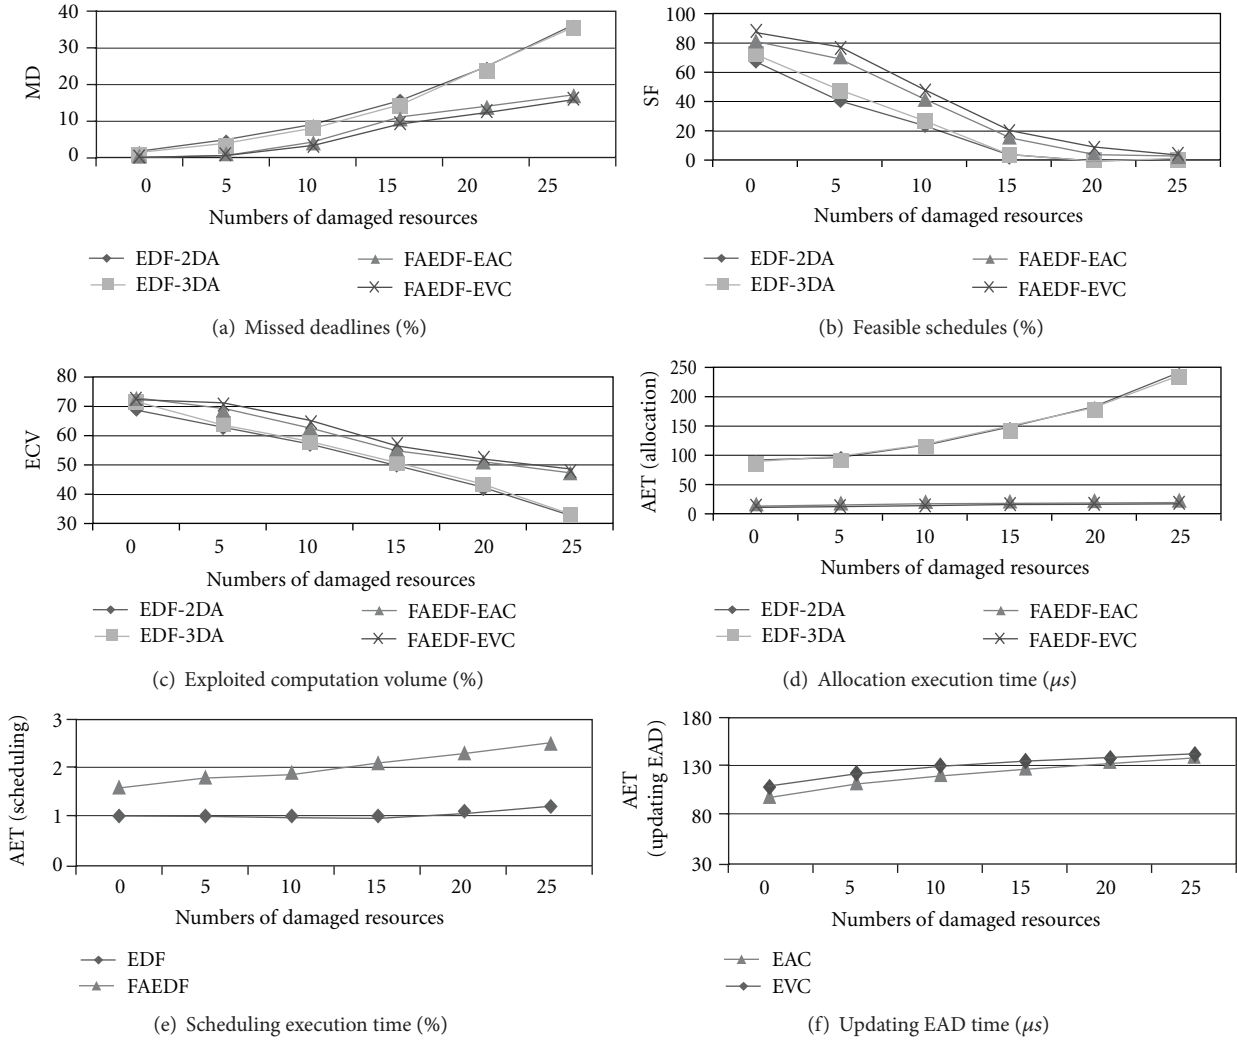 40
30
20
10
0
MD
0 5 10 15 20 25
Numbers of damaged resources
EDF-2DA
EDF-3DA
FAEDF-EAC
FAEDF-EVC
(a) Missed deadlines (%)
100
80
60
40
20
0
SF
0 5 10 15 20 25
Numbers of damaged resources
EDF-2DA
EDF-3DA
FAEDF-EAC
FAEDF-EVC
(b) Feasible schedules (%)
80
70
60
50
40
30
ECV
0 5 10 15 20 25
Numbers of damaged resources
EDF-2DA
EDF-3DA
FAEDF-EAC
FAEDF-EVC
(c) Exploited computation volume (%)
250
200
150
100
50
0
AET (allocation)
0 5 10 15 20 25
Numbers of damaged resources
EDF-2DA
EDF-3DA
FAEDF-EAC
FAEDF-EVC
(d) Allocation execution time (μs)
3
2
1
0
AET (scheduling)
0 5 10 15 20 25
Numbers of damaged resources
EDF
FAEDF
(e) Scheduling execution time (%)
180
130
80
30
AET
(updating EAD)
0 5 10 15 20 25
Numbers of damaged resources
EAC
EVC
(f) Updating EAD time (μs)